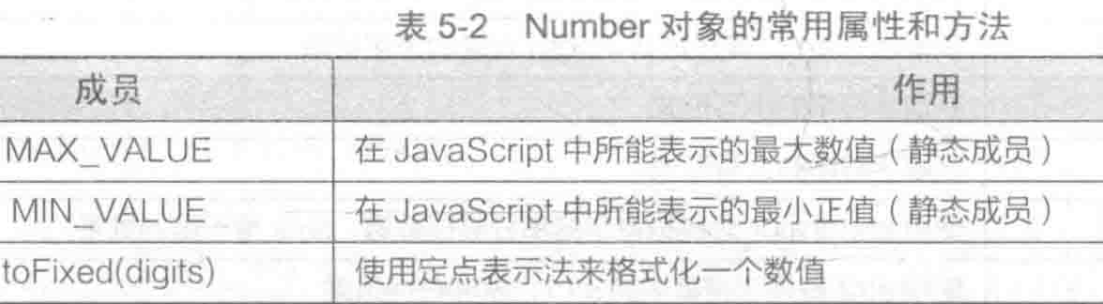 表 5-2 Number 对象的常用属性和方法
成员 作用
MAX_VALUE 在 JavaScript 中所能表示的最大数值（静态成员）
MIN_VALUE 在 JavaScript 中所能表示的最小正值（静态成员）
toFixed(digits) 使用定点表示法来格式化一个数值